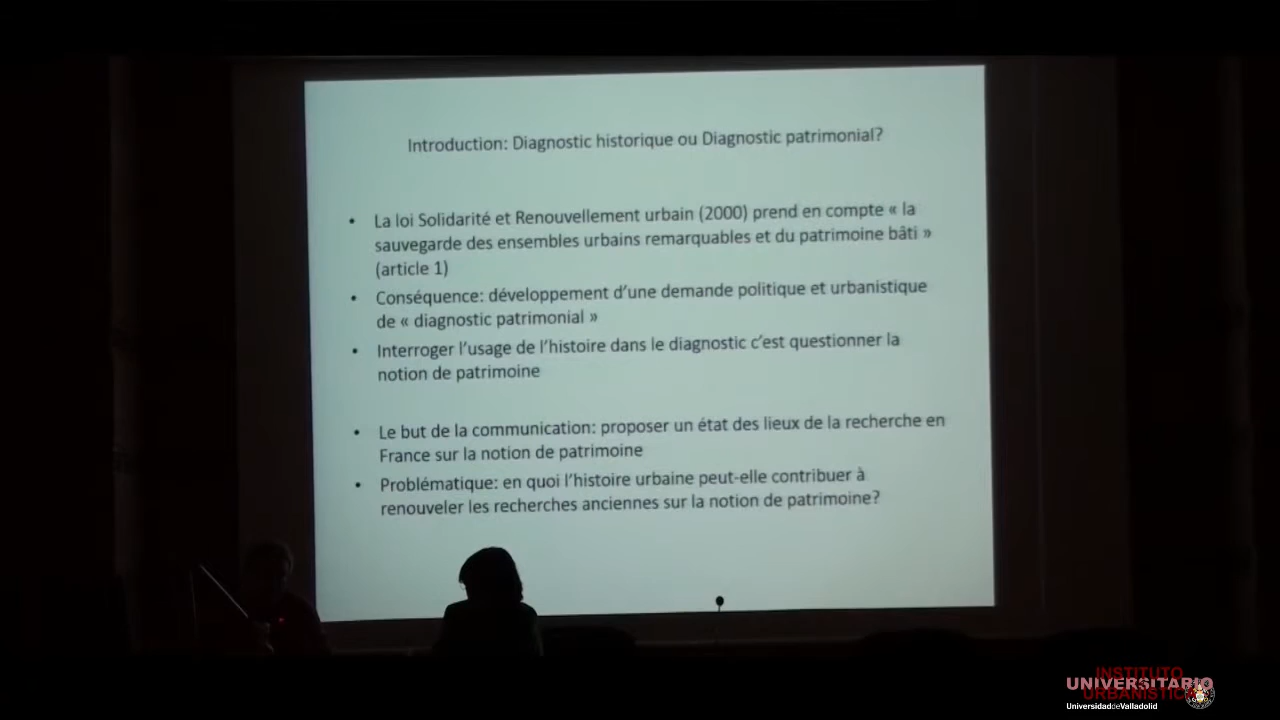 Introduction: Diagnostic historique ou Diagnostic patrimonial?
• La loi Solidarité et Renouvellement urbain (2000) prend en compte « la
sauvegarde des ensembles urbains remarquables et du patrimoine bâti »
(article 1)
• Conséquence: développement d’une demande politique et urbanistique
de « diagnostic patrimonial »
• Interroger l’usage de l’histoire dans le diagnostic c’est questionner la
notion de patrimoine
• Le but de la communication: proposer un état des lieux de la recherche en
France sur la notion de patrimoine
• Problématique: en quoi l’histoire urbaine peut-elle contribuer à
renouveler les recherches anciennes sur la notion de patrimoine?
INSTITUTO
UNIVERSITARIO
UniversidaddeValladolid